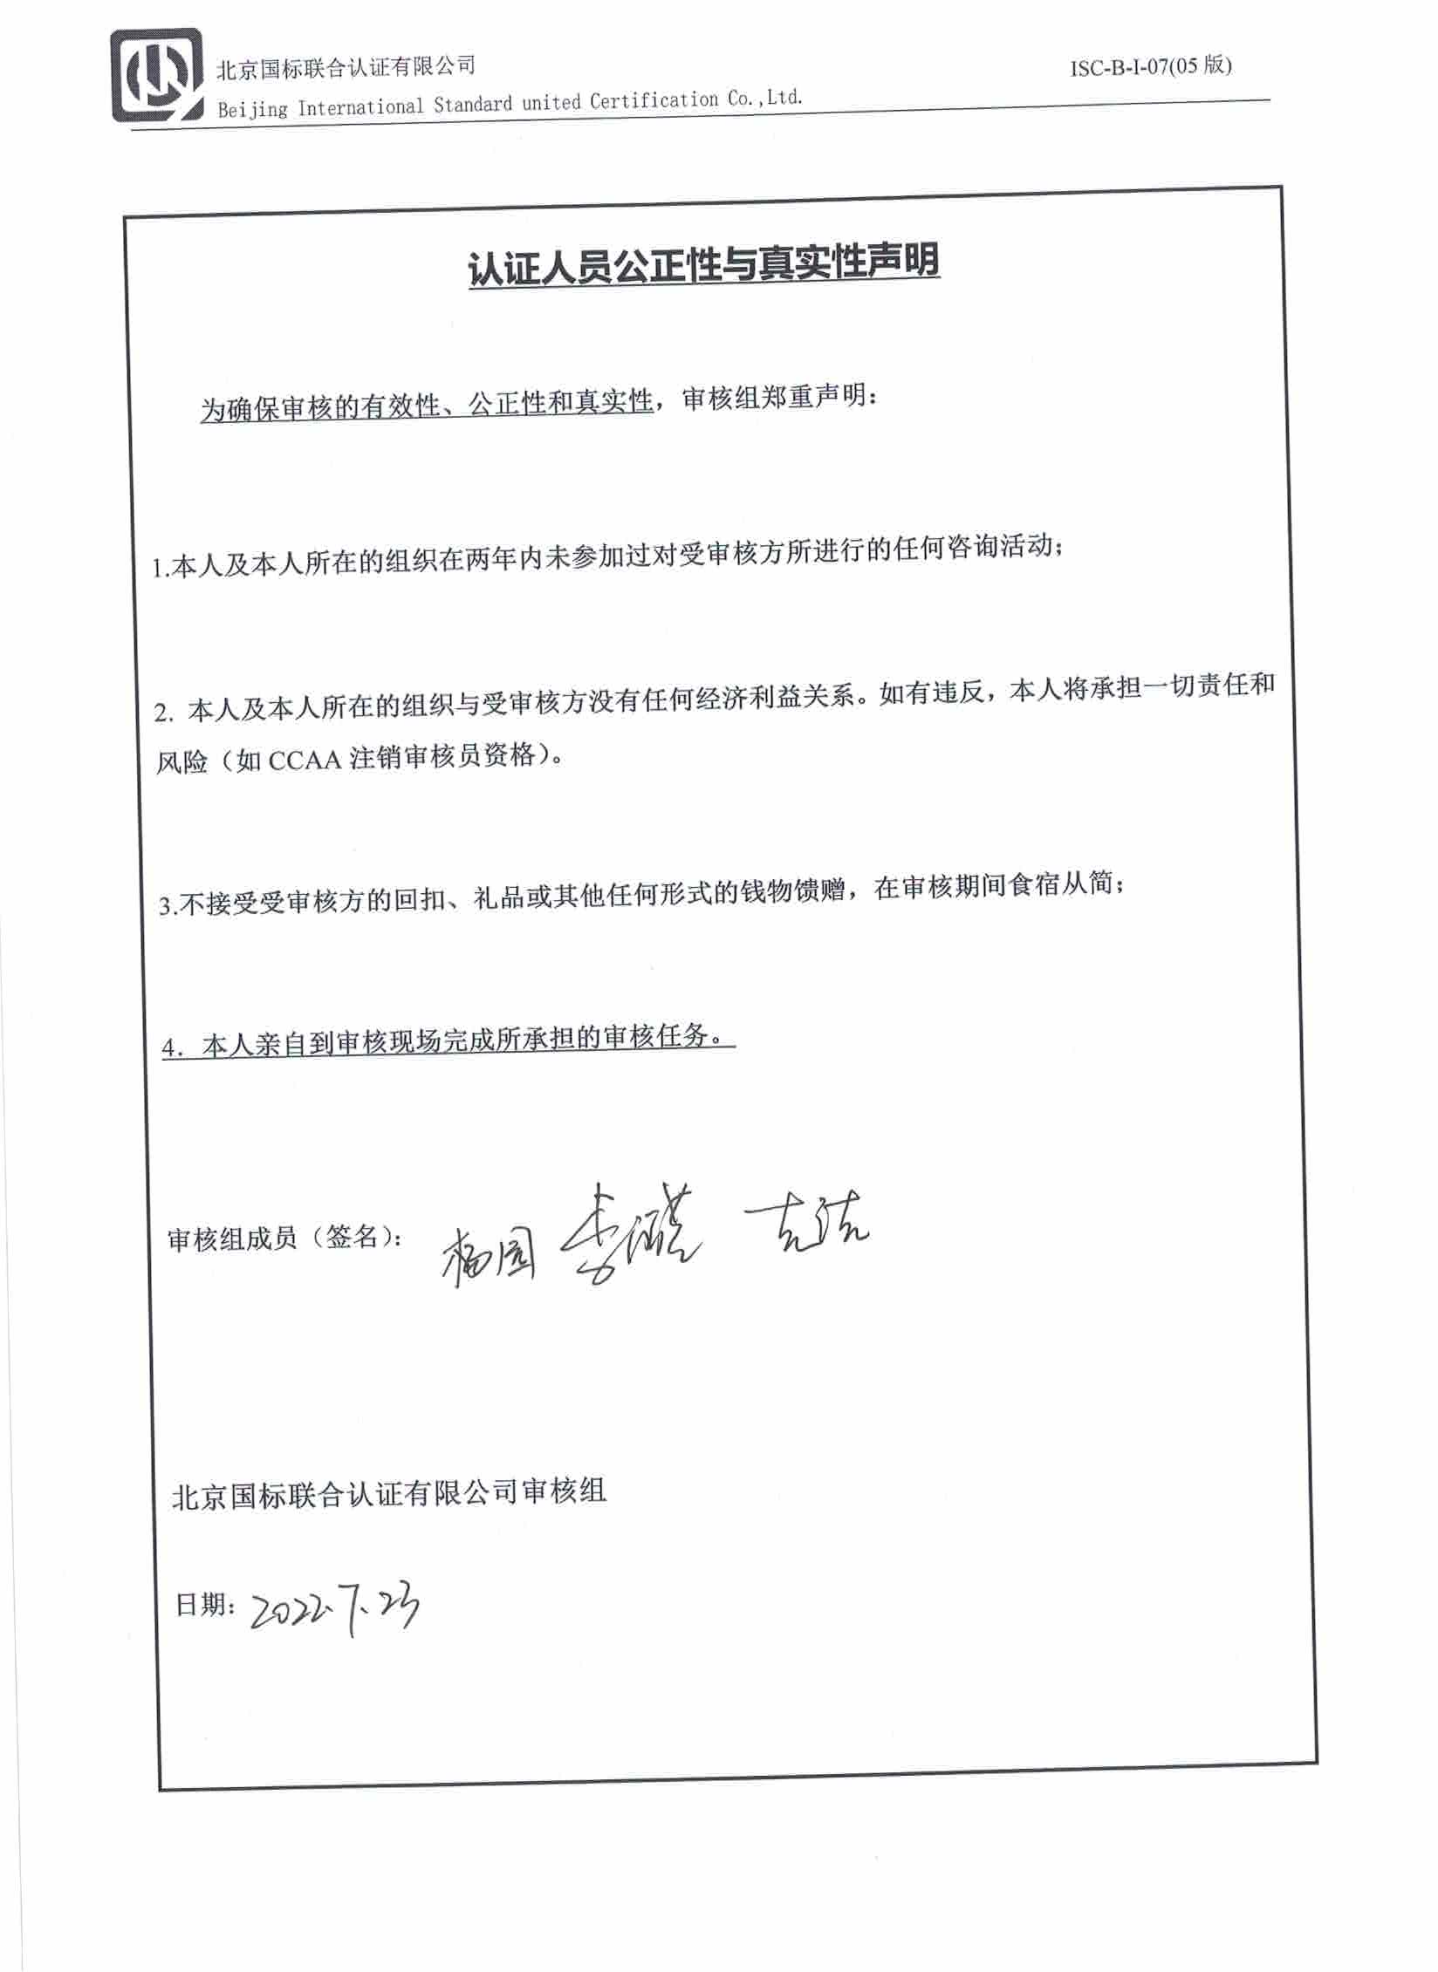 北京国标联合认证有限公司
ISC-B-I-07(05 版)
Beijing International Standard united Certification Co.,Ltd.
认证人员公正性与真实性声明
为确保审核的有效性、公正性和真实性，审核组郑重声明：
1.本人及本人所在的组织在两年内未参加过对受审核方所进行的任何咨询活动；
2. 本人及本人所在的组织与受审核方没有任何经济利益关系。如有违反，本人将承担一切责任和
风险（如 CCAA 注销审核员资格）。
3.不接受受审核方的回扣、礼品或其他任何形式的钱物馈赠，在审核期间食宿从简；
4. 本人亲自到审核现场完成所承担的审核任务。
审核组成员（签名）：
北京国标联合认证有限公司审核组
日期：2022.7.23